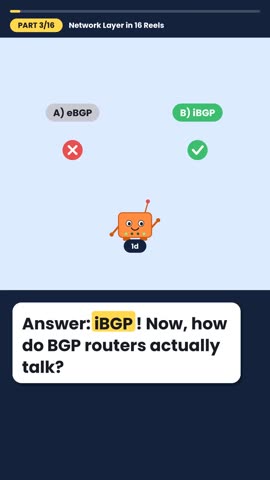 PART 3/16 Network Layer in 16 Reels
A) eBGP B) iBGP
1d
Answer: iBGP! Now, how
do BGP routers actually
talk?